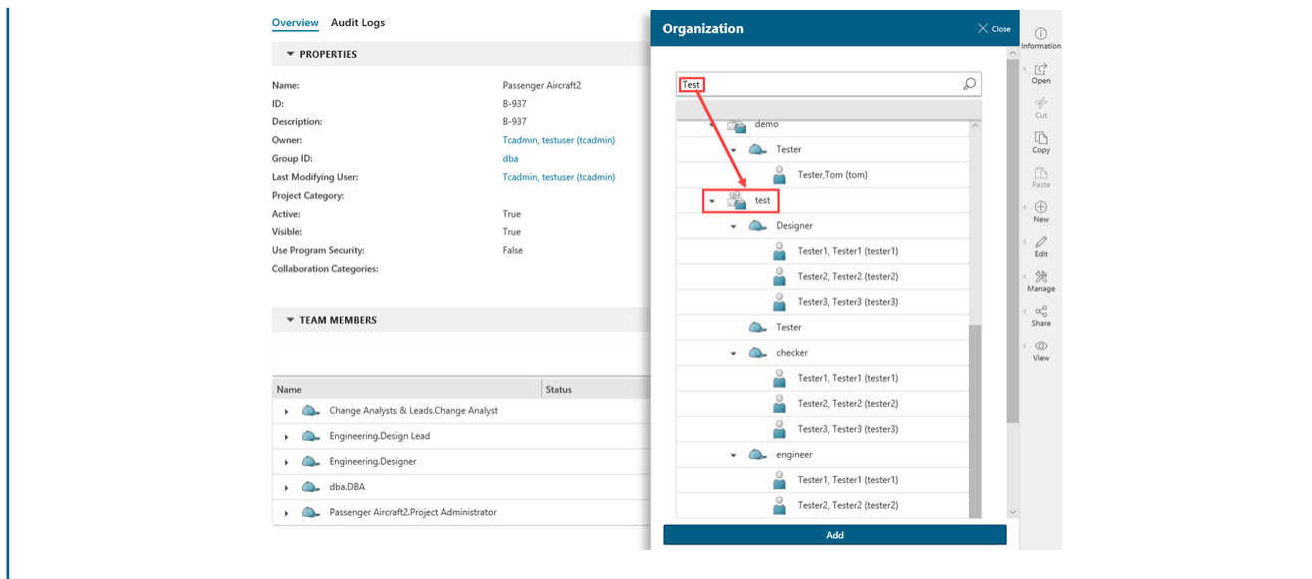 Overview Audit Logs
PROPERTIES
Name: Passenger Aircraft2
ID: B-937
Description: B-937
Owner: Tcadmin, testuser (tcadmin)
Group ID: dba
Last Modifying User: Tcadmin, testuser (tcadmin)
Project Category:
Active: True
Visible: True
Use Program Security: False
Collaboration Categories:
TEAM MEMBERS
Name Status
Change Analysts & Leads.Change Analyst
Engineering.Design Lead
Engineering.Designer
dba.DBA
Passenger Aircraft2.Project Administrator
Organization Close
Test
demo
Tester
Tester,Tom (tom)
test
Designer
Tester1, Tester1 (tester1)
Tester2, Tester2 (tester2)
Tester3, Tester3 (tester3)
Tester
checker
Tester1, Tester1 (tester1)
Tester2, Tester2 (tester2)
Tester3, Tester3 (tester3)
engineer
Tester1, Tester1 (tester1)
Tester2, Tester2 (tester2)
Add
Information
Open
Cut
Copy
Paste
New
Edit
Manage
Share
View